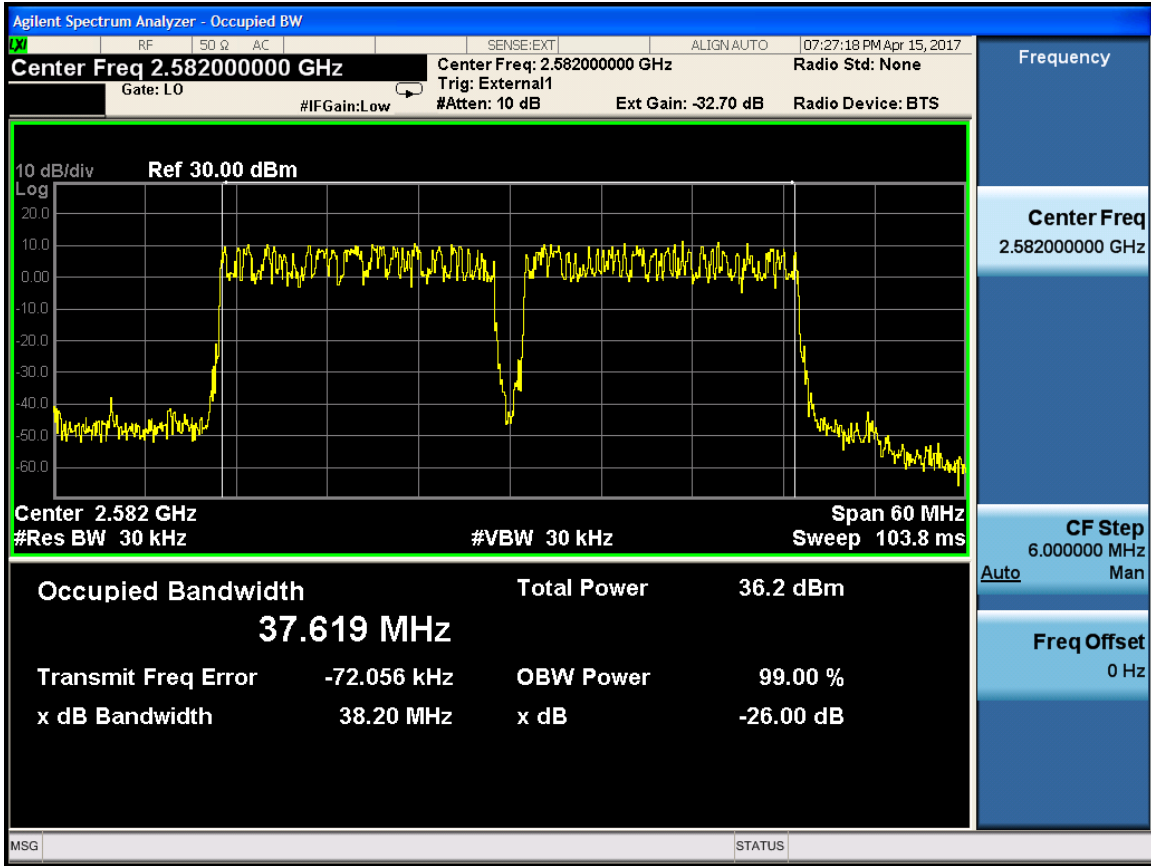 Agilent Spectrum Analyzer - Occupied BW
LXI RF 50 Ω AC SENSE:EXT ALIGN AUTO 07:27:18 PM Apr 15, 2017
Center Freq 2.582000000 GHz
Gate: LO
#IFGain:Low
Center Freq: 2.582000000 GHz
Trig: External1
#Atten: 10 dB
Ext Gain: -32.70 dB
Radio Std: None
Radio Device: BTS
10 dB/div Ref 30.00 dBm
Log
20.0
10.0
0.00
-10.0
-20.0
-30.0
-40.0
-50.0
-60.0
Center 2.582 GHz Span 60 MHz
#Res BW 30 kHz #VBW 30 kHz Sweep 103.8 ms
Occupied Bandwidth Total Power 36.2 dBm
37.619 MHz
Transmit Freq Error -72.056 kHz OBW Power 99.00 %
x dB Bandwidth 38.20 MHz x dB -26.00 dB
Frequency
Center Freq
2.582000000 GHz
CF Step
6.000000 MHz
Auto Man
Freq Offset
0 Hz
MSG STATUS